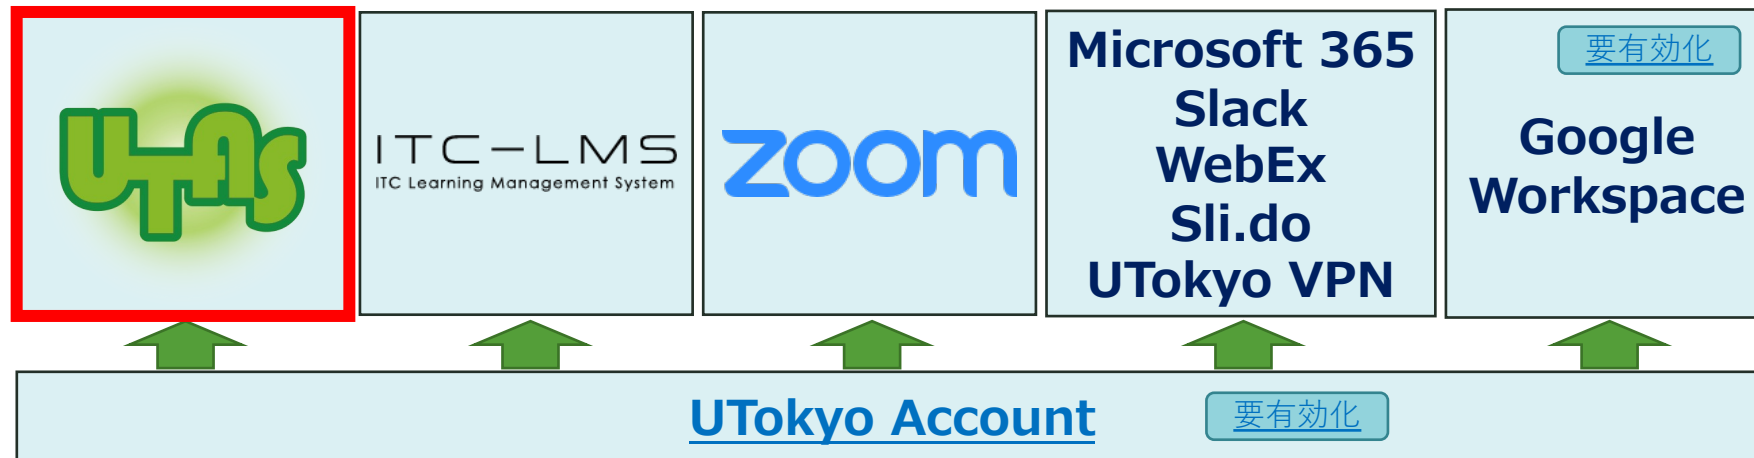 UTAS
ITC-LMS
ITC Learning Management System
zoom
Microsoft 365
Slack
WebEx
Sli.do
UTokyo VPN
要有効化
Google
Workspace
UTokyo Account
要有効化